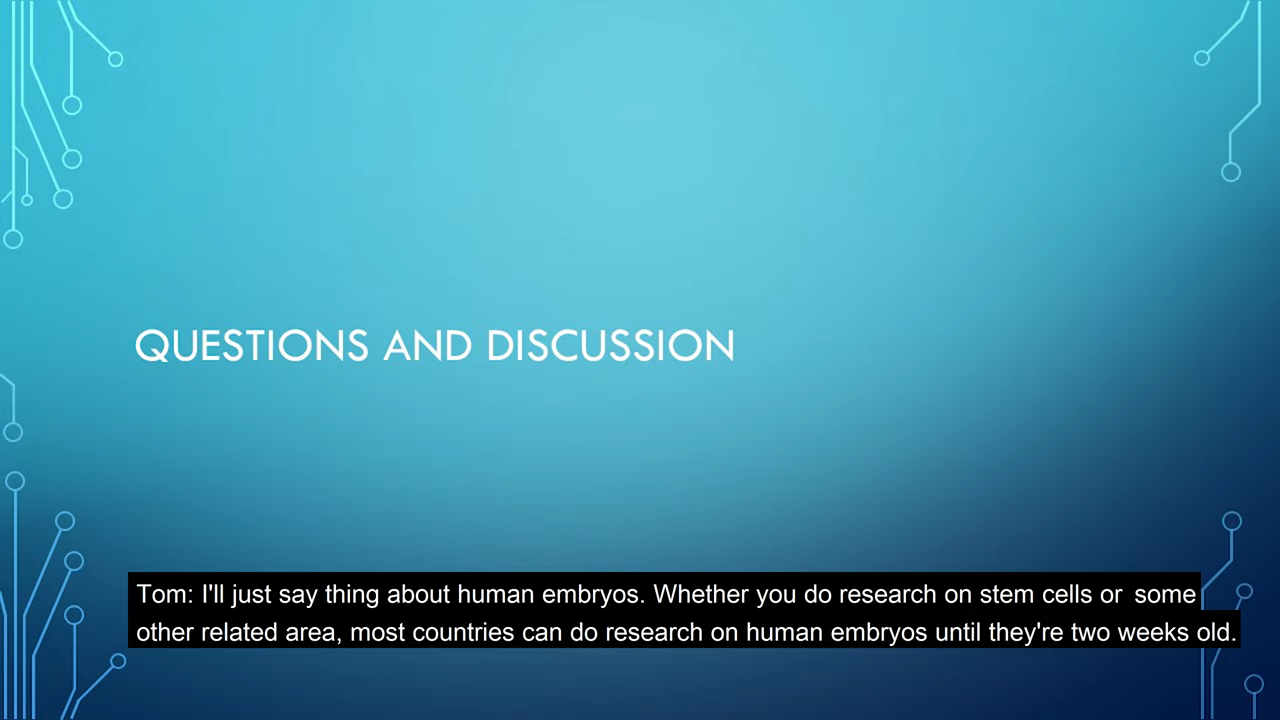 QUESTIONS AND DISCUSSION
Tom: I'll just say thing about human embryos. Whether you do research on stem cells or some
other related area, most countries can do research on human embryos until they're two weeks old.